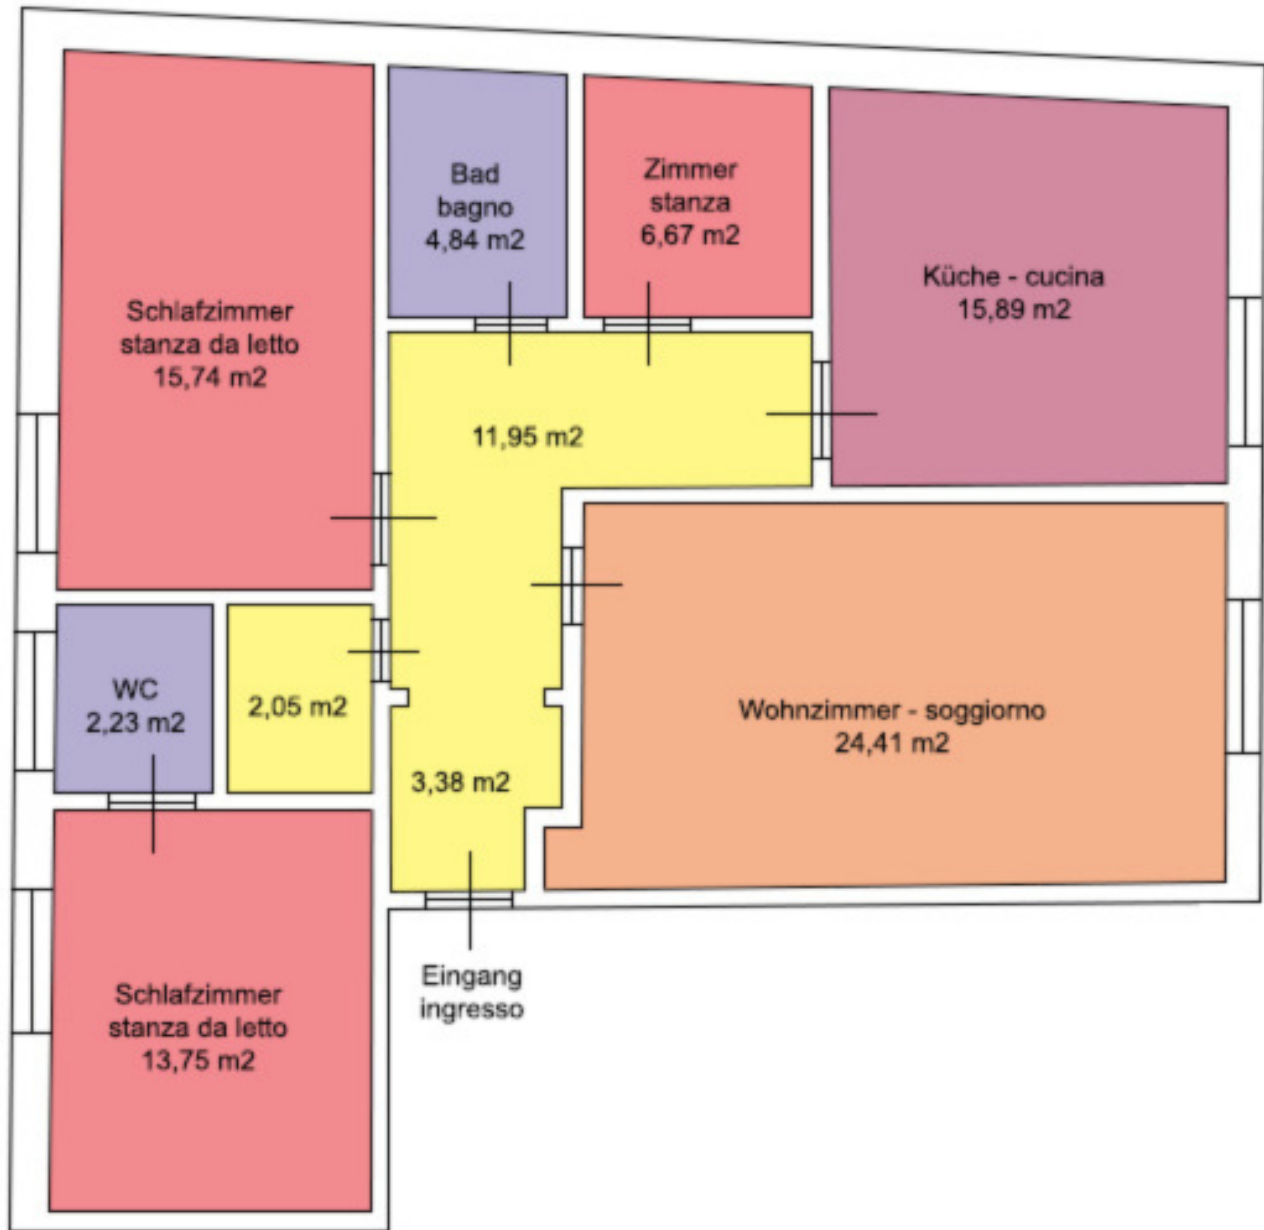 Bad
bagno
4,84 m2
Zimmer
stanza
6,67 m2
Küche - cucina
15,89 m2
Schlafzimmer
stanza da letto
15,74 m2
11,95 m2
WC
2,23 m2
2,05 m2
3,38 m2
Wohnzimmer - soggiorno
24,41 m2
Eingang
ingresso
Schlafzimmer
stanza da letto
13,75 m2